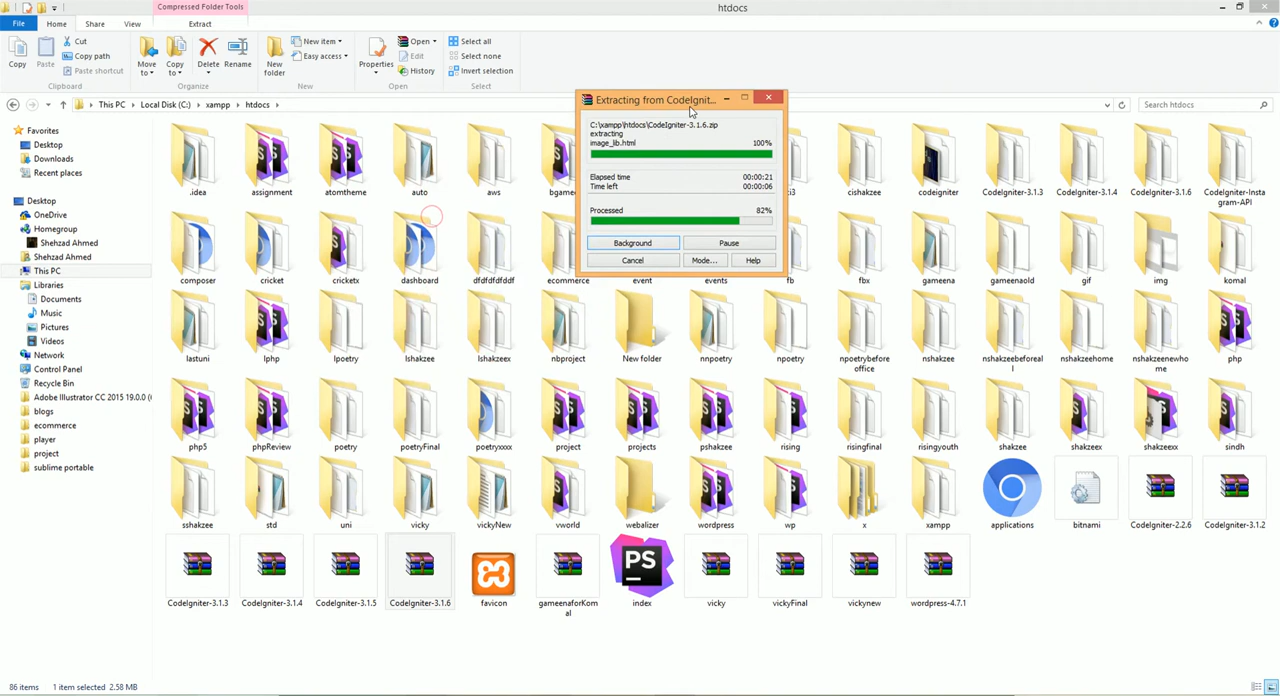 Compressed Folder Tools
htdocs
File
Home
Share
View
Extract
Copy
Paste
Cut
Copy path
Paste shortcut
Clipboard
Move to
Copy to
Delete
Rename
Organize
New folder
New item
Easy access
New
Properties
Open
Edit
History
Open
Select all
Select none
Invert selection
Select
This PC
Local Disk (C:)
xampp
htdocs
Search htdocs
Favorites
Desktop
Downloads
Recent places
Desktop
OneDrive
Homegroup
Shehzad Ahmed
Shehzad Ahmed
This PC
Libraries
Documents
Music
Pictures
Videos
Network
Control Panel
Recycle Bin
Adobe Illustrator CC 2015 19.0.0 (
blogs
ecommerce
player
project
sublime portable
Extracting from CodeIgnit...
C:\xampp\htdocs\CodeIgniter-3.1.6.zip
extracting
image_lib.html 100%
Elapsed time 00:00:21
Time left 00:00:06
Processed 82%
Background
Pause
Cancel
Mode...
Help
.idea
assignment
atomtheme
auto
aws
cishakzee
codeigniter
CodeIgniter-3.1.3
CodeIgniter-3.1.4
CodeIgniter-3.1.6
CodeIgniter-Insta
gram-API
composer
cricket
cricketx
dashboard
dfdfdfdfdfdf
ecommerce
event
events
fb
fbx
gameena
gameenaold
gif
img
komal
lastuni
lphp
lpoetry
lshakzee
lshakzeex
nbproject
New folder
nnpoetry
npoetry
npoetrybefore
office
nshakzee
nshakzeebeforeal
l
nshakzeehome
nshakzeenewho
me
php
php5
phpReview
poetry
poetryFinal
poetryxxxx
project
projects
pshakzee
rising
risingfinal
risingyouth
shakzee
shakzeex
shakzeexx
sindh
sshakzee
std
uni
vicky
vickyNew
vworld
webalizer
wordpress
wp
x
xampp
applications
bitnami
CodeIgniter-2.2.6
CodeIgniter-3.1.2
CodeIgniter-3.1.3
CodeIgniter-3.1.4
CodeIgniter-3.1.5
CodeIgniter-3.1.6
favicon
gameenaforKom
al
PS
index
vicky
vickyFinal
vickynew
wordpress-4.7.1
86 items
1 item selected 2.58 MB